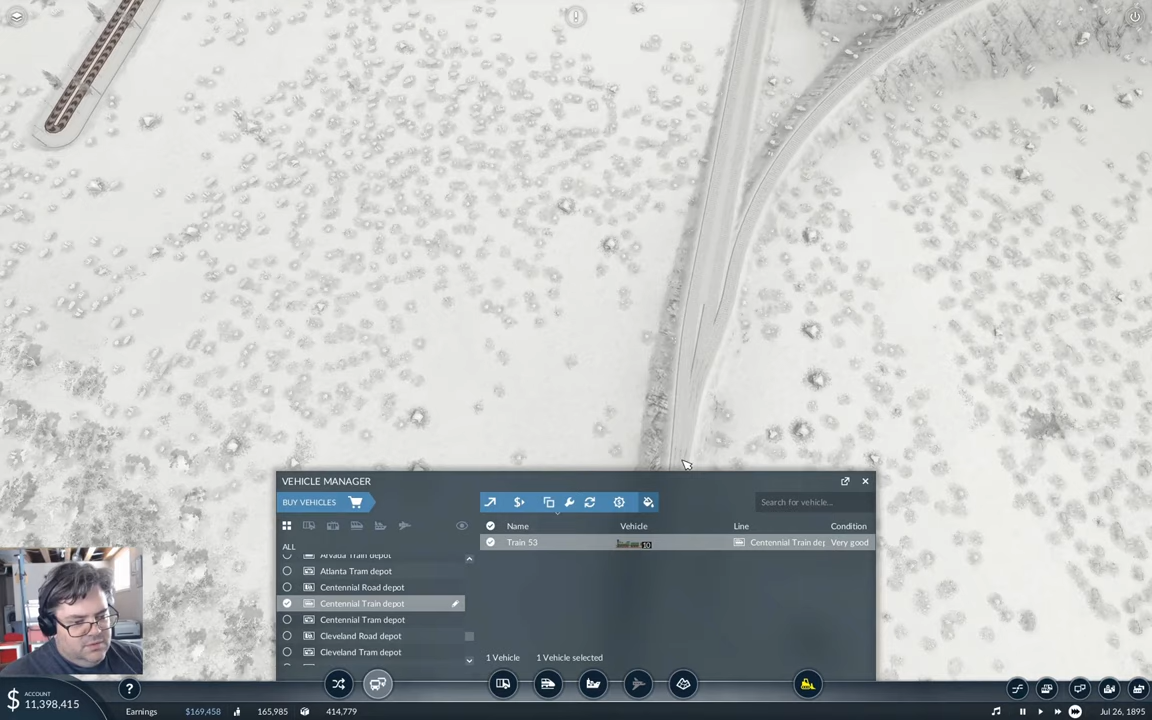 VEHICLE MANAGER
BUY VEHICLES
Search for vehicle...
ALL
Name Vehicle Line Condition
Train 53 Centennial Train dep Very good
Arvada Tram depot
Atlanta Tram depot
Centennial Road depot
Centennial Train depot
Centennial Tram depot
Cleveland Road depot
Cleveland Tram depot
1 Vehicle 1 Vehicle selected
$ ACCOUNT
11,398,415
?
Earnings $169,458 165,985 414,779 Jul 26, 1895